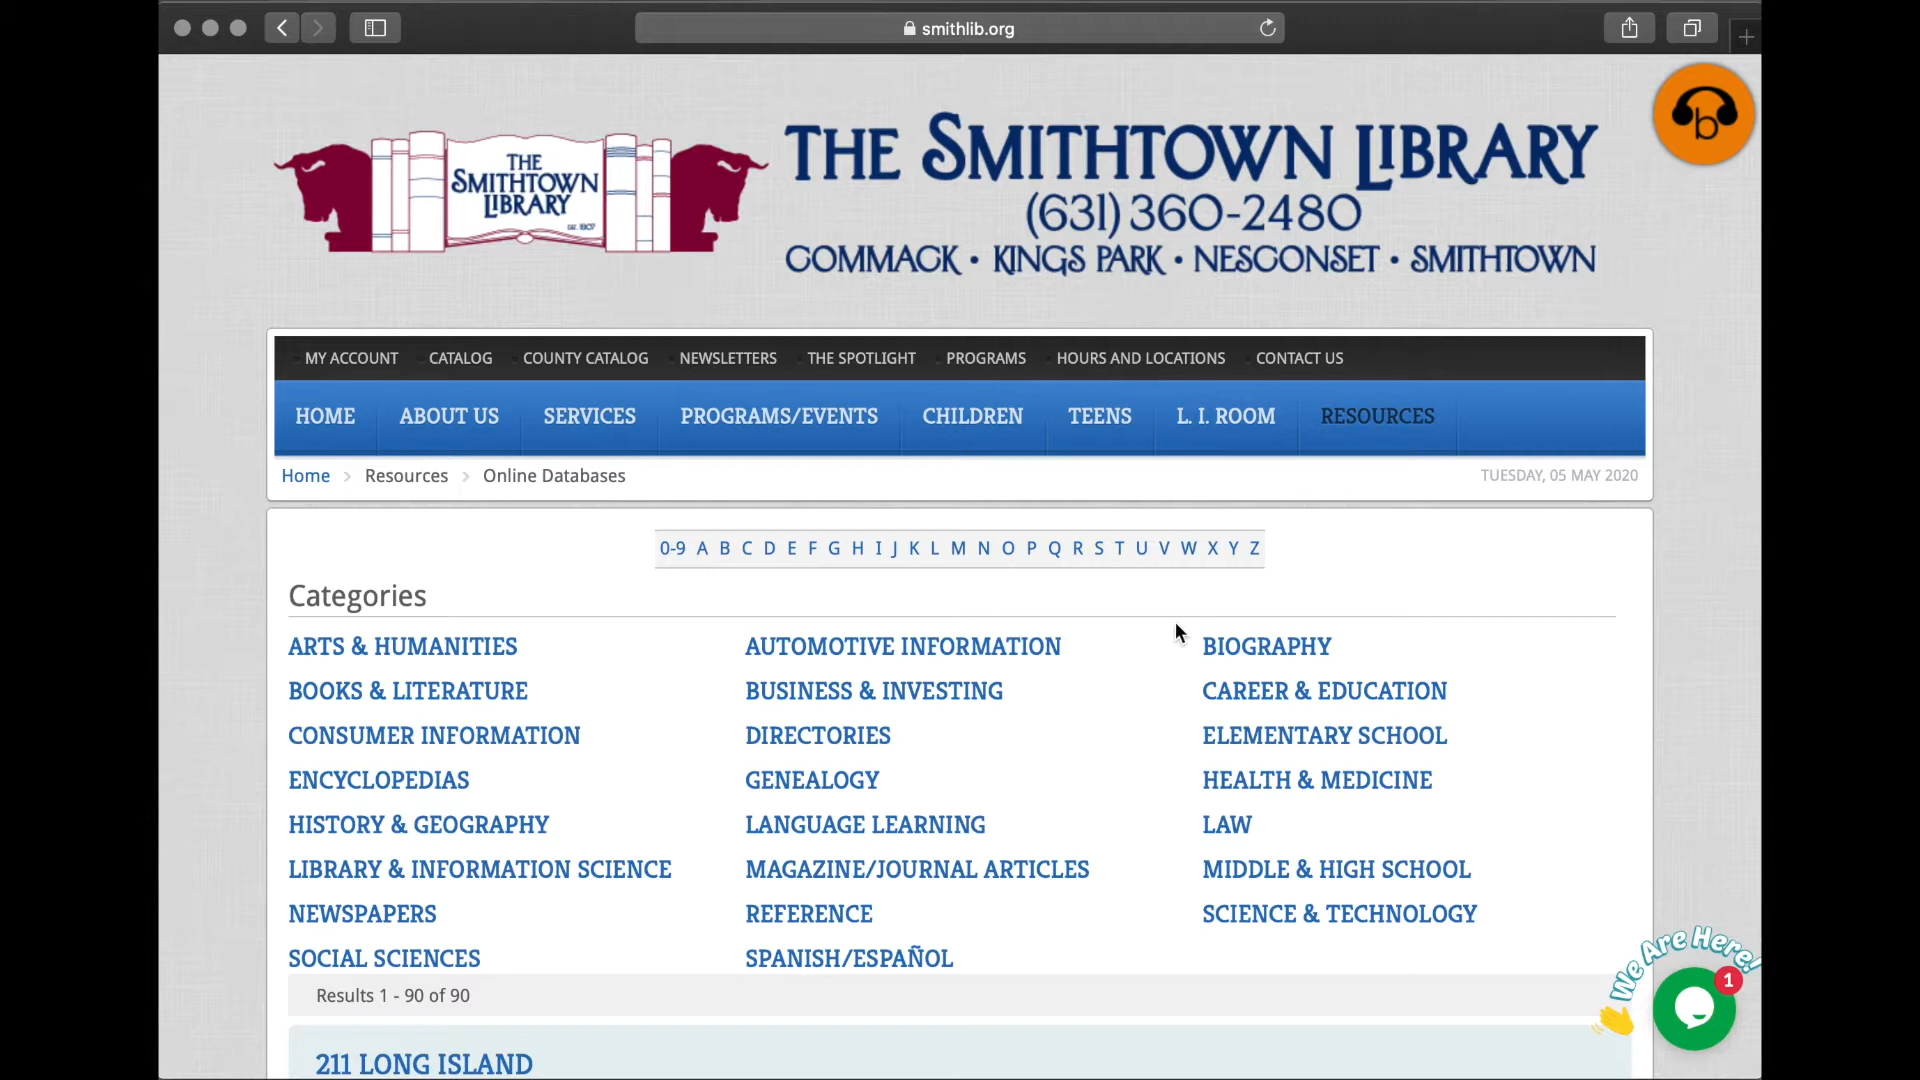 smithlib.org
THE SMITHTOWN LIBRARY
EST. 1907
THE SMITHTOWN LIBRARY
(631) 360-2480
COMMACK • KINGS PARK • NESCONSET • SMITHTOWN
b
MY ACCOUNT CATALOG COUNTY CATALOG NEWSLETTERS THE SPOTLIGHT PROGRAMS HOURS AND LOCATIONS CONTACT US
HOME ABOUT US SERVICES PROGRAMS/EVENTS CHILDREN TEENS L. I. ROOM RESOURCES
Home > Resources > Online Databases TUESDAY, 05 MAY 2020
0-9 A B C D E F G H I J K L M N O P Q R S T U V W X Y Z
Categories
ARTS & HUMANITIES AUTOMOTIVE INFORMATION BIOGRAPHY
BOOKS & LITERATURE BUSINESS & INVESTING CAREER & EDUCATION
CONSUMER INFORMATION DIRECTORIES ELEMENTARY SCHOOL
ENCYCLOPEDIAS GENEALOGY HEALTH & MEDICINE
HISTORY & GEOGRAPHY LANGUAGE LEARNING LAW
LIBRARY & INFORMATION SCIENCE MAGAZINE/JOURNAL ARTICLES MIDDLE & HIGH SCHOOL
NEWSPAPERS REFERENCE SCIENCE & TECHNOLOGY
SOCIAL SCIENCES SPANISH/ESPAÑOL
Results 1 - 90 of 90
We Are Here!
1
211 LONG ISLAND